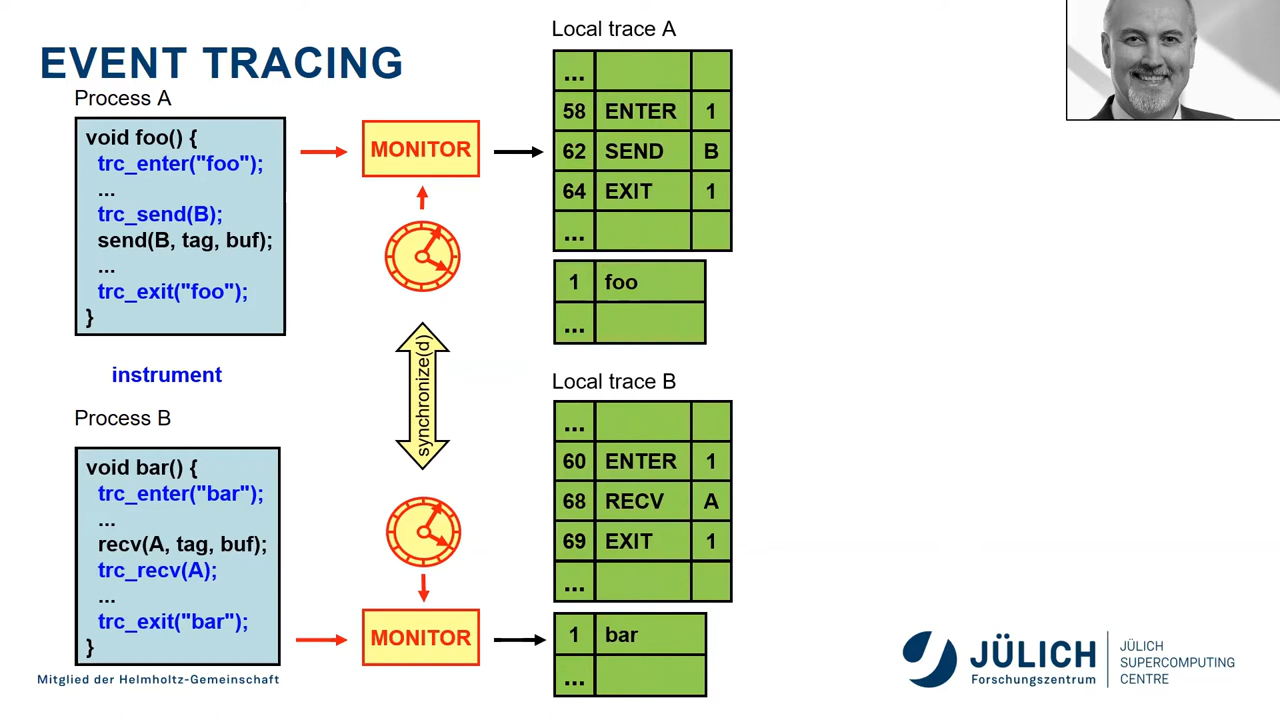 EVENT TRACING
Process A
void foo() {
trc_enter("foo");
...
trc_send(B);
send(B, tag, buf);
...
trc_exit("foo");
}
instrument
Process B
void bar() {
trc_enter("bar");
...
recv(A, tag, buf);
trc_recv(A);
...
trc_exit("bar");
}
MONITOR
synchronize(d)
MONITOR
Local trace A
...
58 ENTER 1
62 SEND B
64 EXIT 1
...
1 foo
...
Local trace B
...
60 ENTER 1
68 RECV A
69 EXIT 1
...
1 bar
...
Mitglied der Helmholtz-Gemeinschaft
JÜLICH
Forschungszentrum
JÜLICH
SUPERCOMPUTING
CENTRE